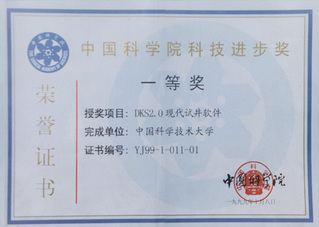 中国科学院科技进步奖
一等奖
荣誉证书
授奖项目：DKS2.0现代试井软件
完成单位：中国科学技术大学
证书编号：YJ99-1-011-01
中国科学院